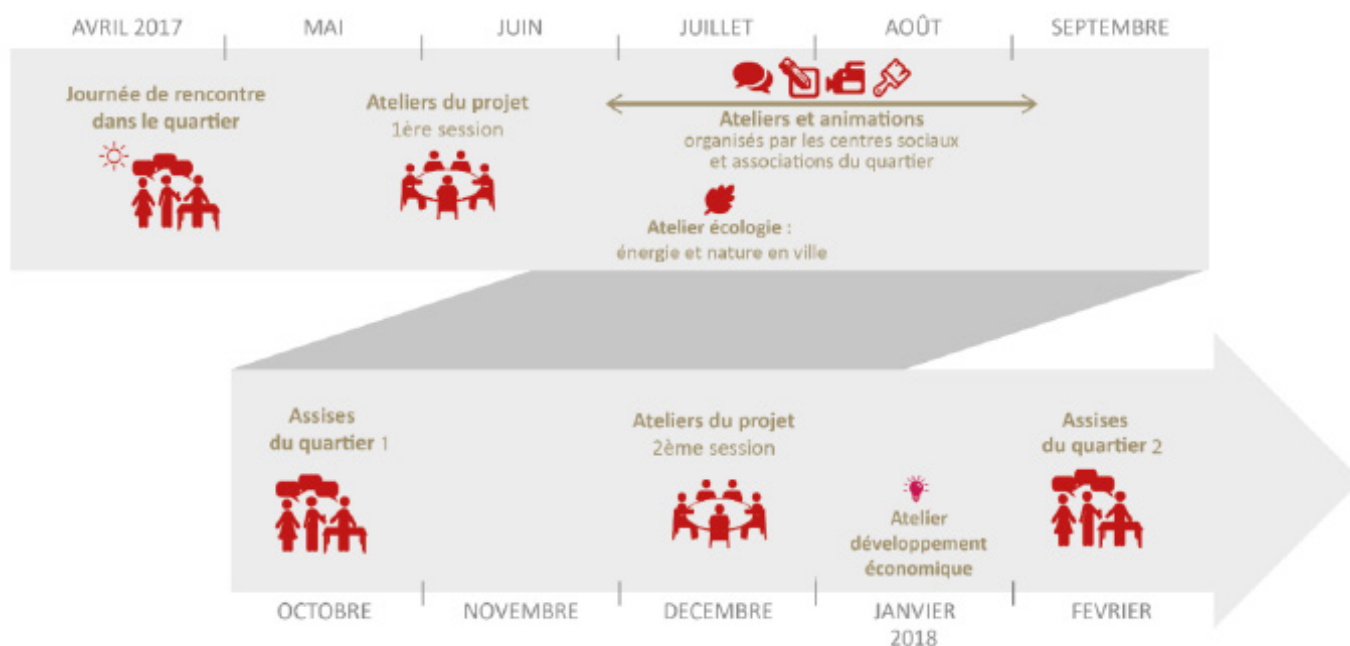 AVRIL 2017
MAI
JUIN
JUILLET
AOÛT
SEPTEMBRE
Journée de rencontre
dans le quartier
Ateliers du projet
1ère session
Ateliers et animations
organisés par les centres sociaux
et associations du quartier
Atelier écologie :
énergie et nature en ville
Assises
du quartier 1
Ateliers du projet
2ème session
Atelier
développement
économique
Assises
du quartier 2
OCTOBRE
NOVEMBRE
DECEMBRE
JANVIER
2018
FEVRIER